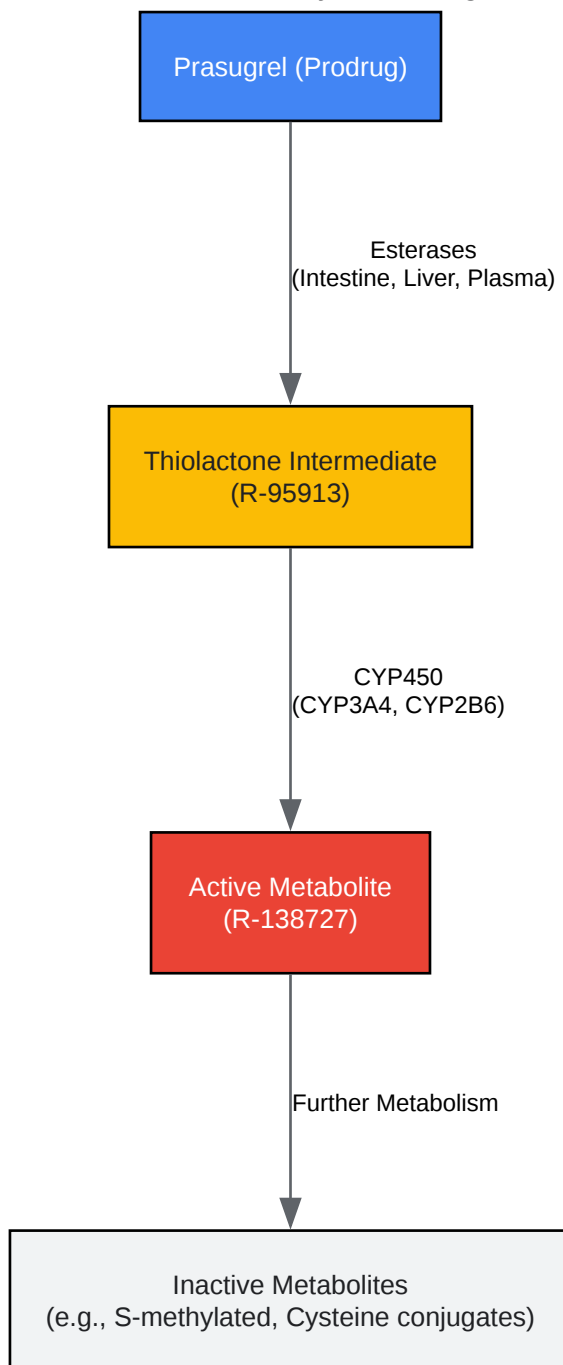 Prasugrel (Prodrug)
Esterases
(Intestine, Liver, Plasma)
Thiolactone Intermediate
(R-95913)
CYP450
(CYP3A4, CYP2B6)
Active Metabolite
(R-138727)
Further Metabolism
Inactive Metabolites
(e.g., S-methylated, Cysteine conjugates)